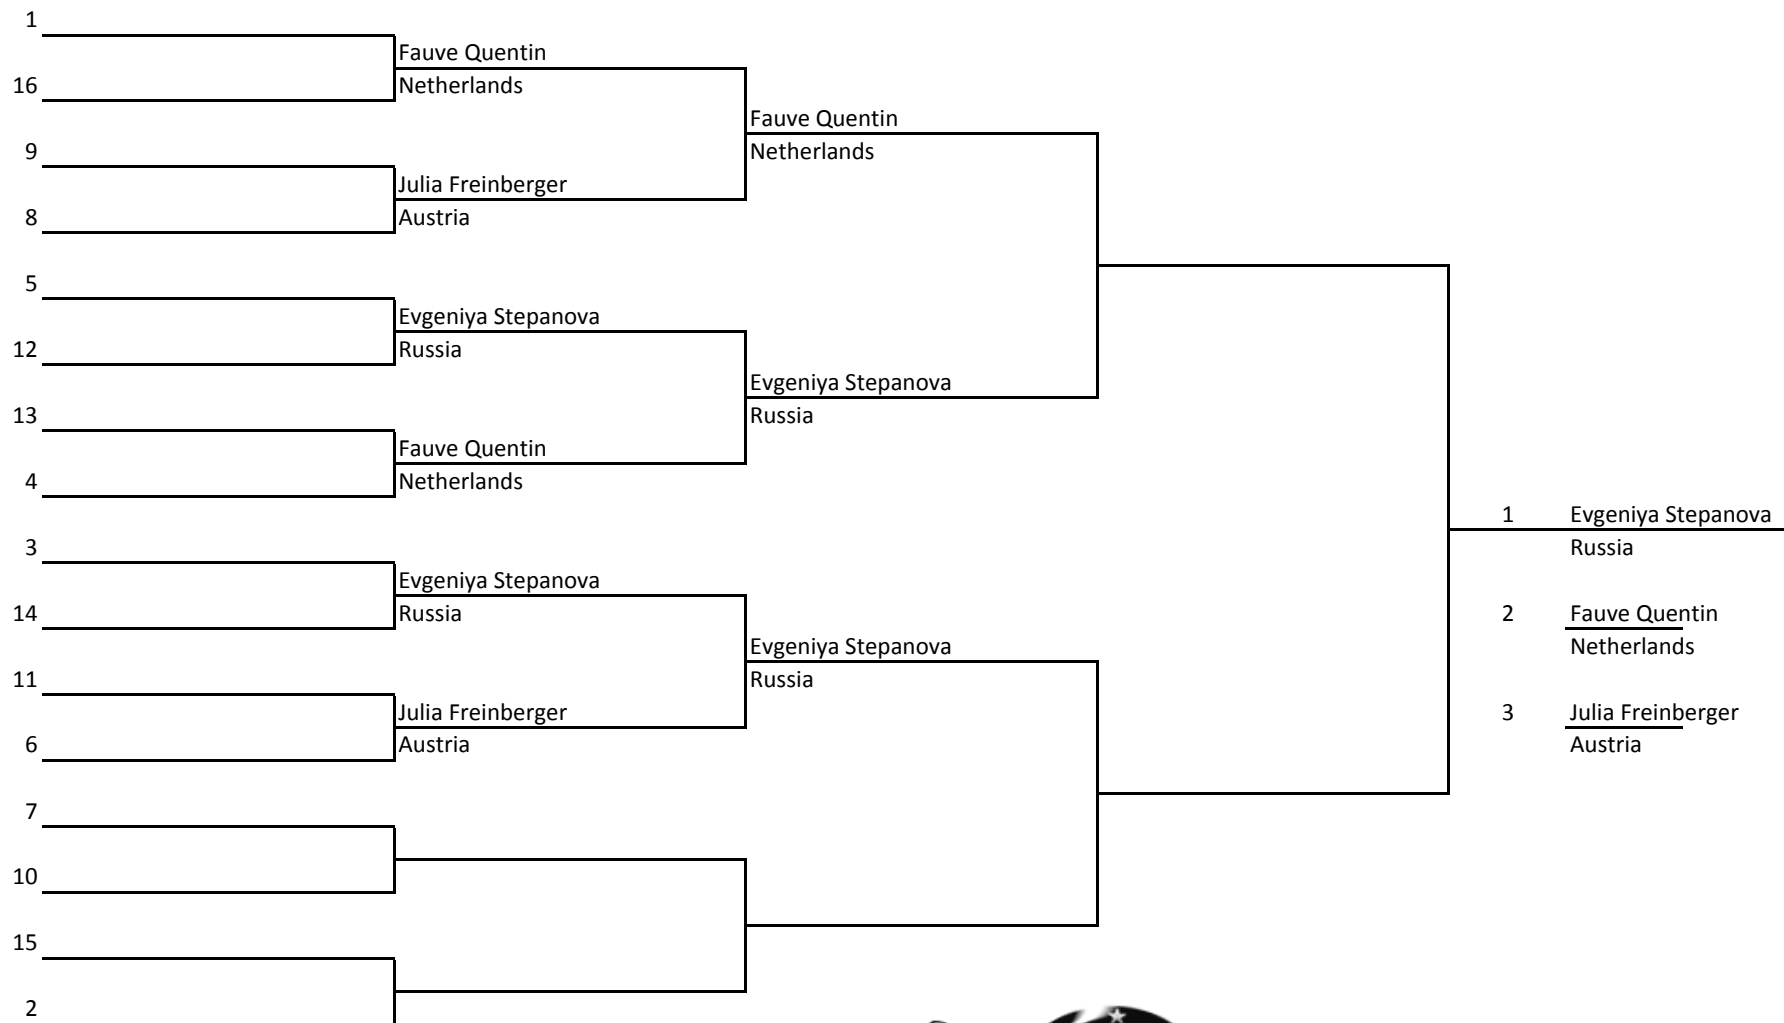 1
Fauve Quentin
16
Netherlands
Fauve Quentin
9
Netherlands
Julia Freinberger
8
Austria
5
Evgeniya Stepanova
12
Russia
Evgeniya Stepanova
13
Russia
Fauve Quentin
4
Netherlands
1 Evgeniya Stepanova
3
Russia
Evgeniya Stepanova
14
Russia
2 Fauve Quentin
Netherlands
Evgeniya Stepanova
11
Russia
Julia Freinberger
3 Julia Freinberger
6
Austria
Austria
7
10
15
2